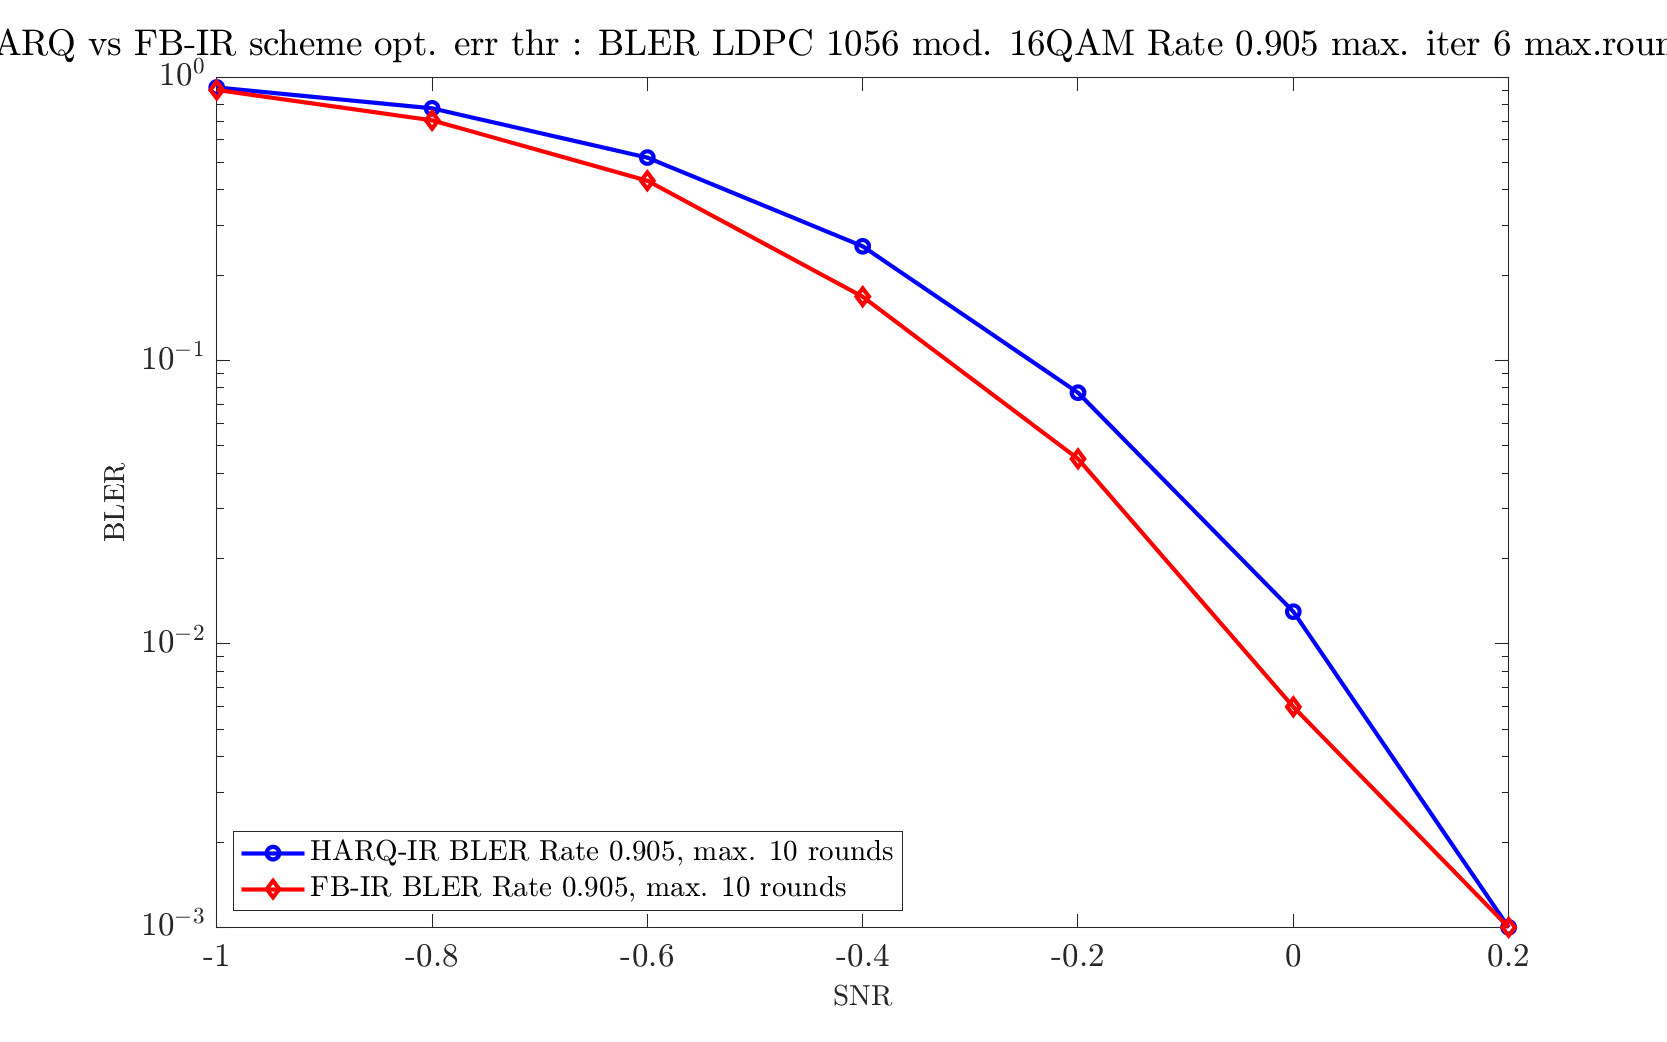 ARQ vs FB-IR scheme opt. err thr : BLER LDPC 1056 mod. 16QAM Rate 0.905 max. iter 6 max.roun
10^0
10^-1
BLER
10^-2
HARQ-IR BLER Rate 0.905, max. 10 rounds
FB-IR BLER Rate 0.905, max. 10 rounds
10^-3
-1 -0.8 -0.6 -0.4 -0.2 0 0.2
SNR